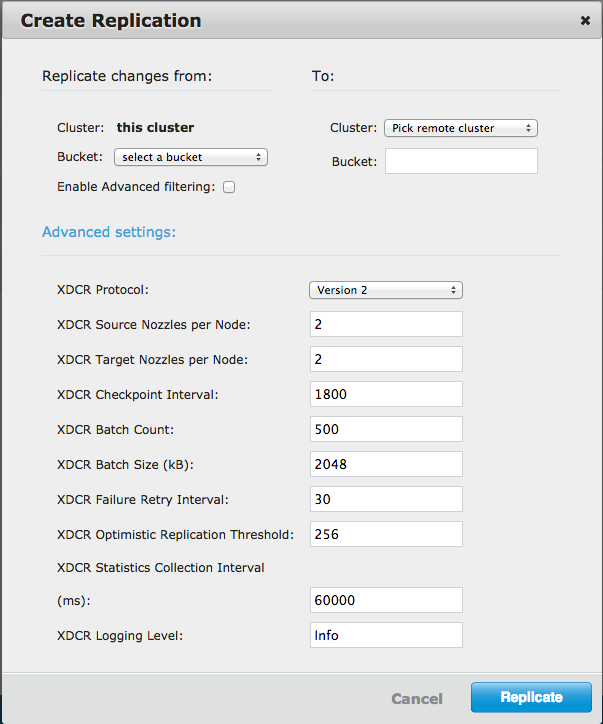 Create Replication
Replicate changes from: To:
Cluster: this cluster Cluster: Pick remote cluster
Bucket: select a bucket Bucket:
Enable Advanced filtering:
Advanced settings:
XDCR Protocol: Version 2
XDCR Source Nozzles per Node: 2
XDCR Target Nozzles per Node: 2
XDCR Checkpoint Interval: 1800
XDCR Batch Count: 500
XDCR Batch Size (kB): 2048
XDCR Failure Retry Interval: 30
XDCR Optimistic Replication Threshold: 256
XDCR Statistics Collection Interval
(ms): 60000
XDCR Logging Level: Info
Cancel Replicate